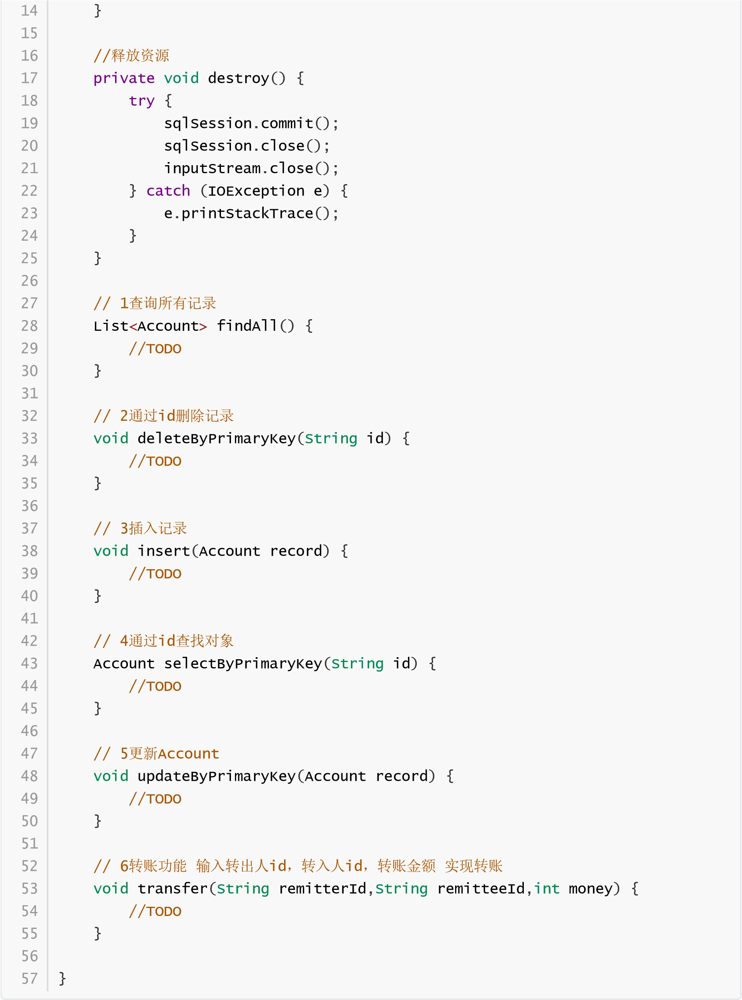 14 }
15
16 //释放资源
17 private void destroy() {
18 try {
19 sqlSession.commit();
20 sqlSession.close();
21 inputStream.close();
22 } catch (IOException e) {
23 e.printStackTrace();
24 }
25 }
26
27 // 1查询所有记录
28 List<Account> findAll() {
29 //TODO
30 }
31
32 // 2通过id删除记录
33 void deleteByPrimaryKey(String id) {
34 //TODO
35 }
36
37 // 3插入记录
38 void insert(Account record) {
39 //TODO
40 }
41
42 // 4通过id查找对象
43 Account selectByPrimaryKey(String id) {
44 //TODO
45 }
46
47 // 5更新Account
48 void updateByPrimaryKey(Account record) {
49 //TODO
50 }
51
52 // 6转账功能 输入转出人id，转入人id，转账金额 实现转账
53 void transfer(String remitterId,String remitteeId,int money) {
54 //TODO
55 }
56
57 }